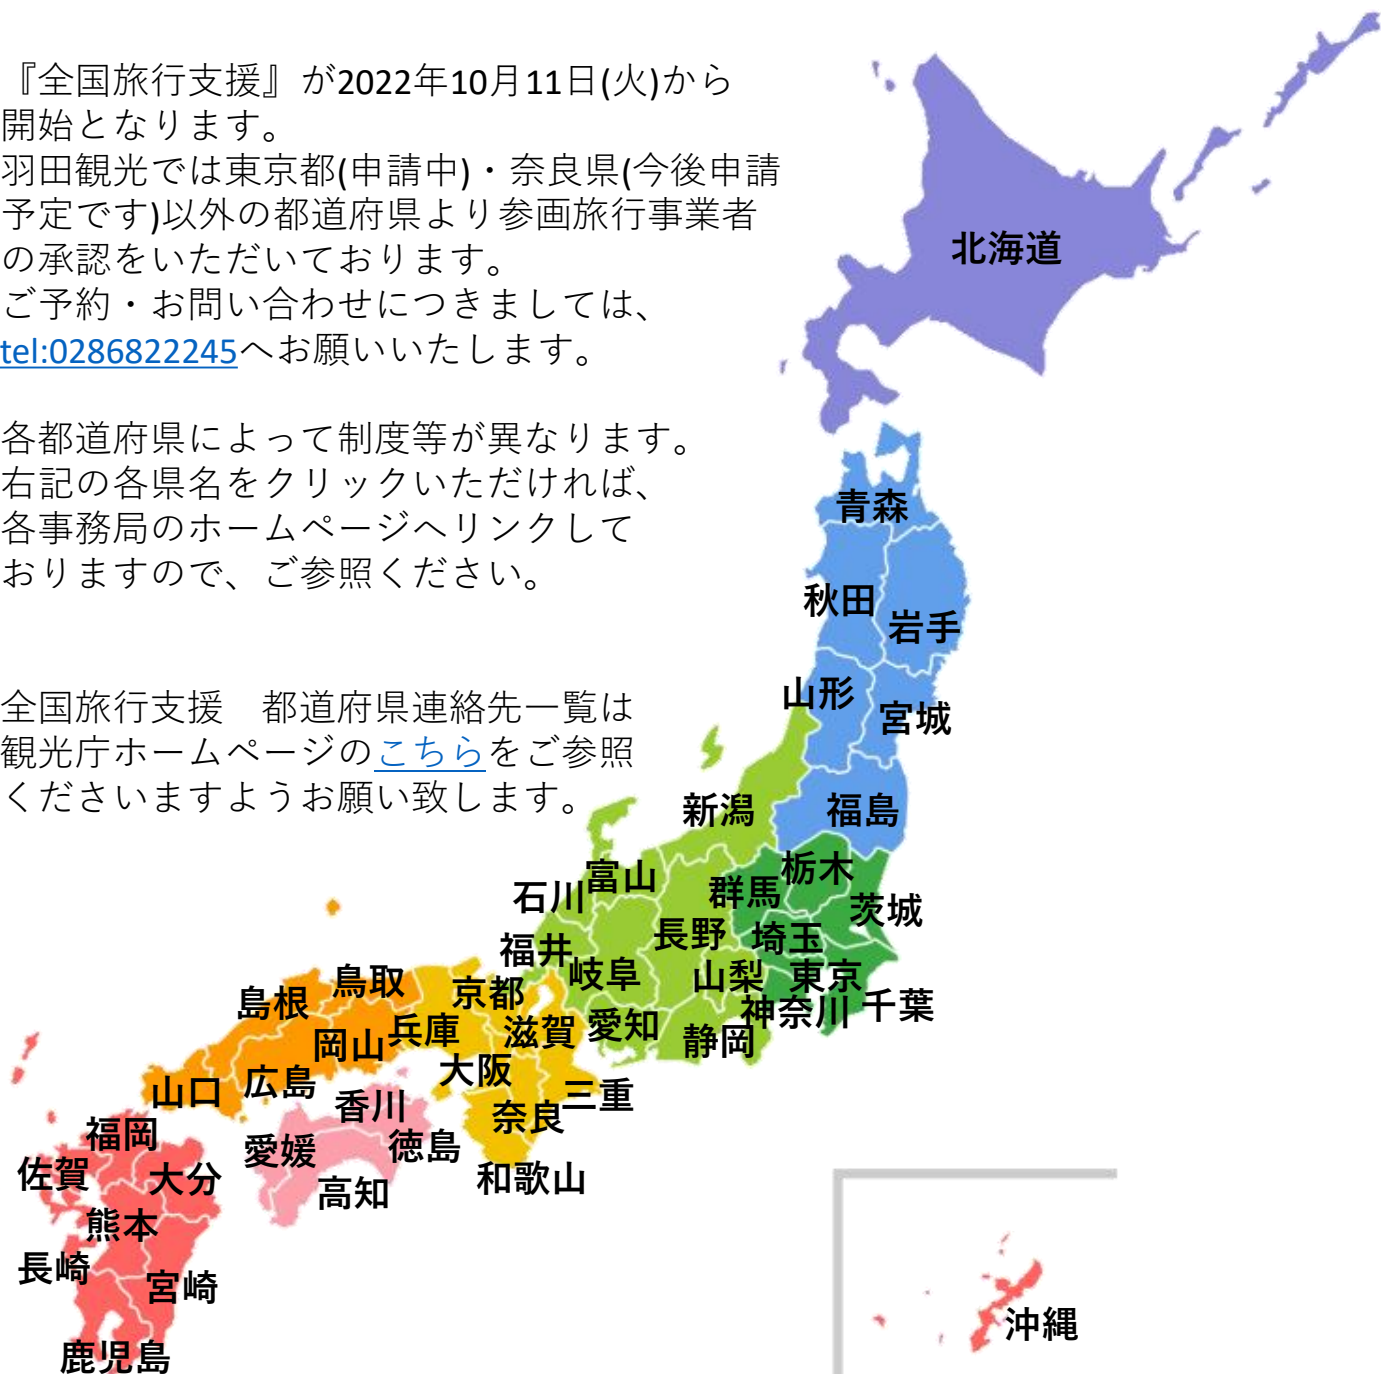 『全国旅行支援』が2022年10月11日(火)から
開始となります。
羽田観光では東京都(申請中)・奈良県(今後申請
予定です)以外の都道府県より参画旅行事業者
の承認をいただいております。
ご予約・お問い合わせにつきましては、
tel:0286822245へお願いいたします。
各都道府県によって制度等が異なります。
右記の各県名をクリックいただければ、
各事務局のホームページへリンクして
おりますので、ご参照ください。
全国旅行支援　都道府県連絡先一覧は
観光庁ホームページのこちらをご参照
くださいますようお願い致します。
北海道
青森
秋田
岩手
山形
宮城
新潟
福島
栃木
富山
石川
群馬
茨城
長野
埼玉
福井
岐阜
山梨
東京
鳥取
京都
島根
神奈川
千葉
兵庫
滋賀
愛知
岡山
静岡
大阪
広島
山口
三重
香川
奈良
福岡
徳島
愛媛
佐賀
大分
和歌山
高知
熊本
長崎
宮崎
沖縄
鹿児島